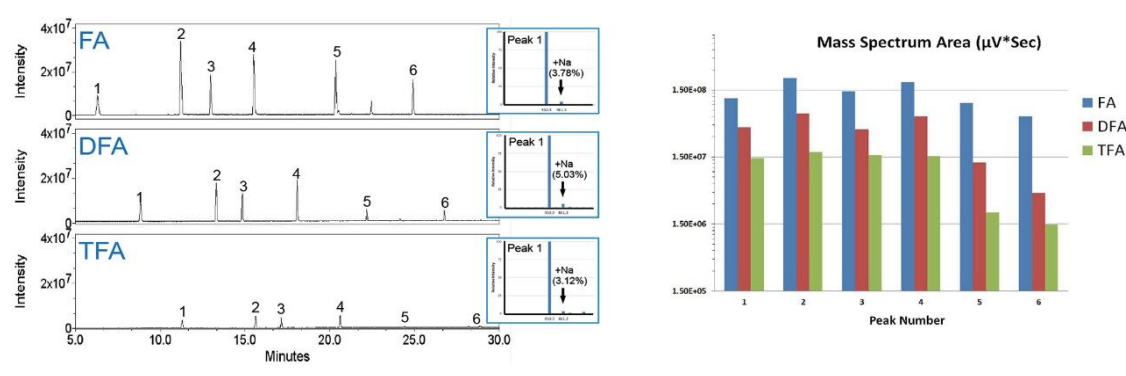 4x10⁷
FA
2x10⁷
0
Intensity
1 2 3 4 5 6
Peak 1
+Na
(3.78%)
4x10⁷
DFA
2x10⁷
0
Intensity
1 2 3 4 5 6
Peak 1
+Na
(5.03%)
4x10⁷
TFA
2x10⁷
0
Intensity
1 2 3 4 5 6
Peak 1
+Na
(3.12%)
5.0 10.0 15.0 20.0 25.0 30.0
Minutes
Mass Spectrum Area (µV*Sec)
1.50E+08
1.50E+07
1.50E+06
1.50E+05
1 2 3 4 5 6
Peak Number
FA
DFA
TFA